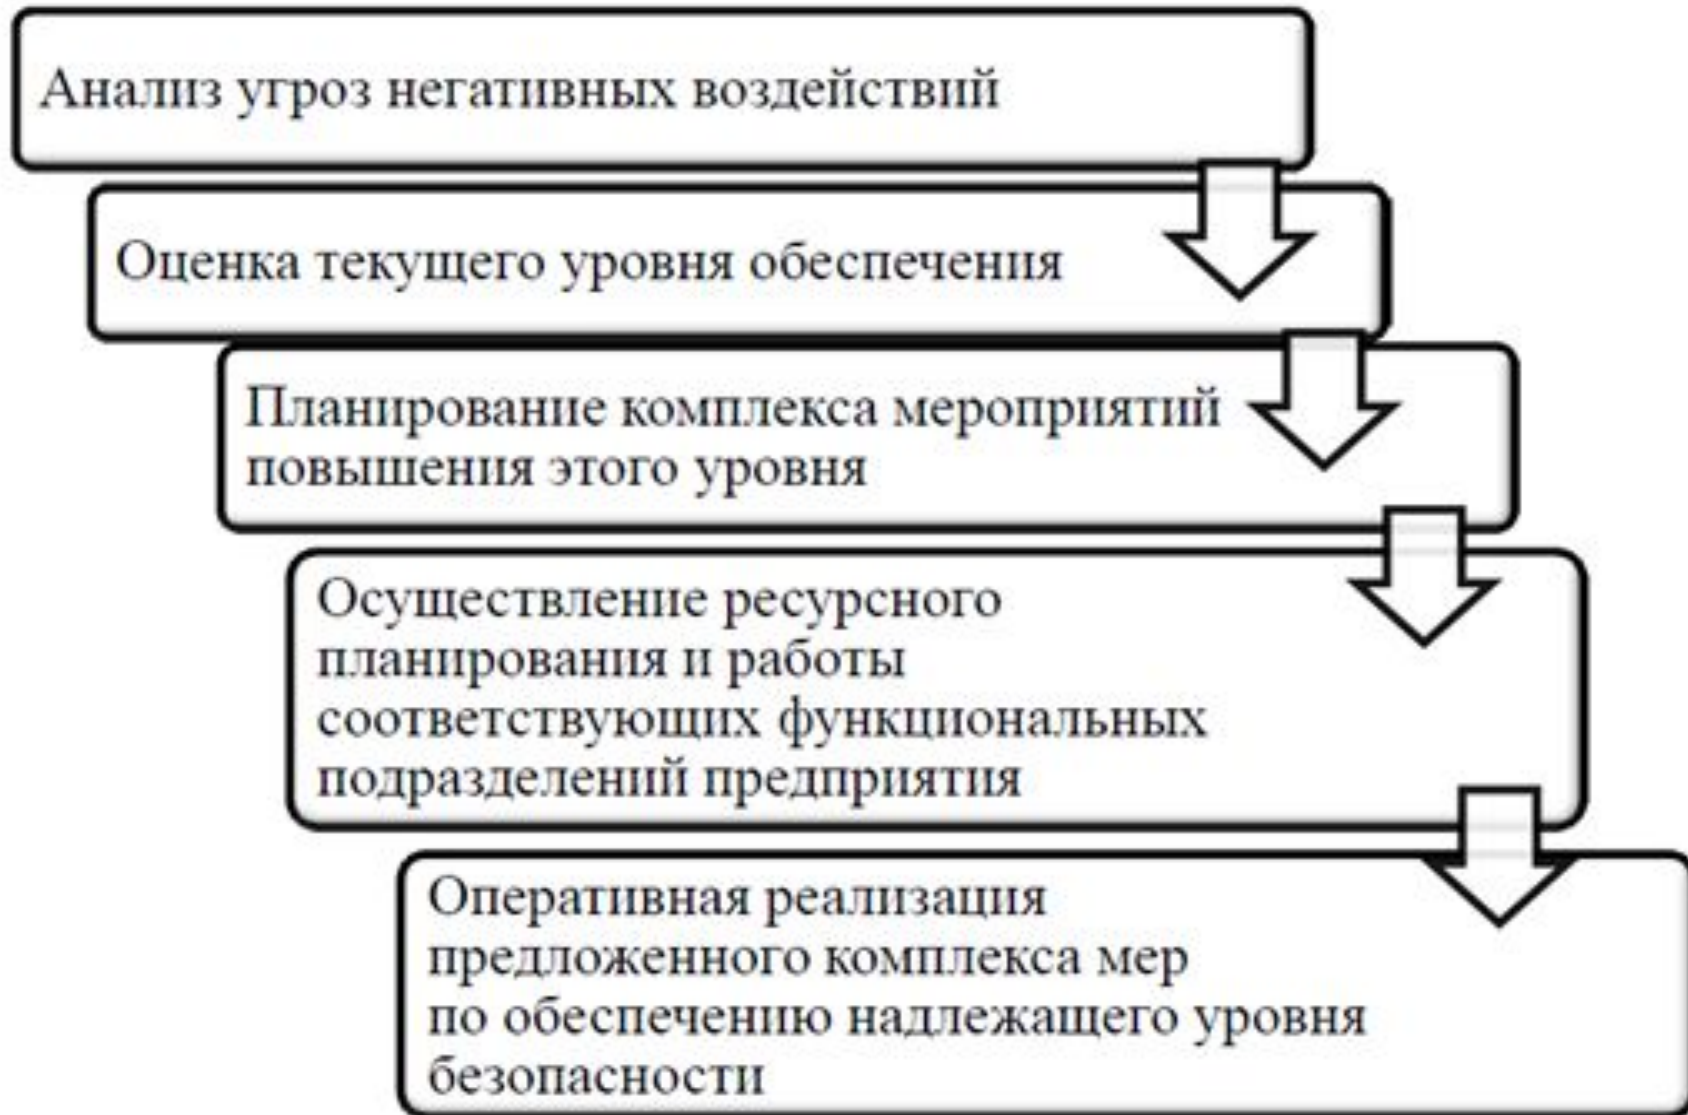 Анализ угроз негативных воздействий
Оценка текущего уровня обеспечения
Планирование комплекса мероприятий
повышения этого уровня
Осуществление ресурсного
планирования и работы
соответствующих функциональных
подразделений предприятия
Оперативная реализация
предложенного комплекса мер
по обеспечению надлежащего уровня
безопасности